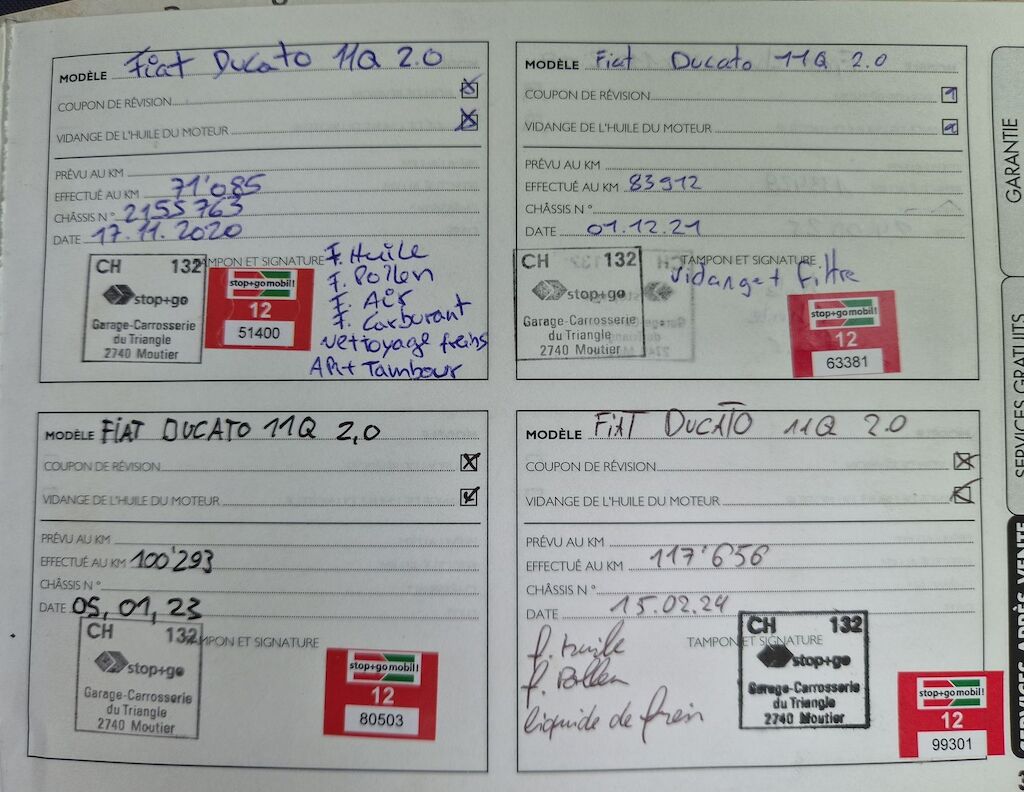 MODÈLE Fiat Ducato 11Q 2.0
COUPON DE RÉVISION
VIDANGE DE L'HUILE DU MOTEUR
PRÉVU AU KM
EFFECTUÉ AU KM 71'085
CHÂSSIS N° 2155763
DATE 17.11.2020
TAMPON ET SIGNATURE
CH 132
stop+go
Garage-Carrosserie
du Triangle
2740 Moutier
stop+go mobil!
12
51400
F. Huile
F. Pollen
F. Air
F. Carburant
Nettoyage freins
AR+ Tambour
MODÈLE Fiat Ducato 11Q 2.0
COUPON DE RÉVISION
VIDANGE DE L'HUILE DU MOTEUR
PRÉVU AU KM
EFFECTUÉ AU KM 83912
CHÂSSIS N°
DATE 01.12.21
TAMPON ET SIGNATURE
Vidange + Filtre
CH 132
stop+go
Garage-Carrosserie
du Triangle
2740 Moutier
stop+go mobil!
12
63381
MODÈLE FIAT DUCATO 11Q 2,0
COUPON DE RÉVISION
VIDANGE DE L'HUILE DU MOTEUR
PRÉVU AU KM
EFFECTUÉ AU KM 100'293
CHÂSSIS N°
DATE 05,01,23
TAMPON ET SIGNATURE
CH 132
stop+go
Garage-Carrosserie
du Triangle
2740 Moutier
stop+go mobil!
12
80503
MODÈLE FIAT DUCATO 11Q 2.0
COUPON DE RÉVISION
VIDANGE DE L'HUILE DU MOTEUR
PRÉVU AU KM
EFFECTUÉ AU KM 117'656
CHÂSSIS N°
DATE 15.02.24
TAMPON ET SIGNATURE
f. Huile
f. Pollen
liquide de frein
CH 132
stop+go
Garage-Carrosserie
du Triangle
2740 Moutier
stop+go mobil!
12
99301
GARANTIE
SERVICES GRATUITS
SERVICES APRÈS VENTE